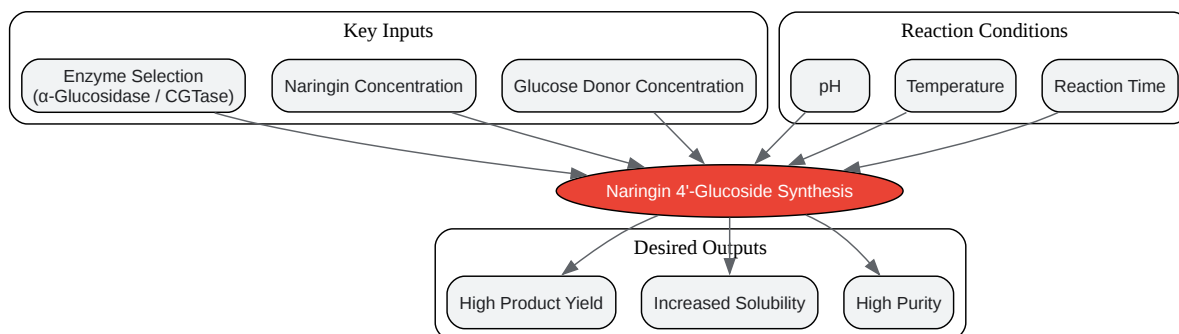 Key Inputs
Reaction Conditions
Enzyme Selection
(α-Glucosidase / CGTase)
Naringin Concentration
Glucose Donor Concentration
pH
Temperature
Reaction Time
Naringin 4'-Glucoside Synthesis
Desired Outputs
High Product Yield
Increased Solubility
High Purity